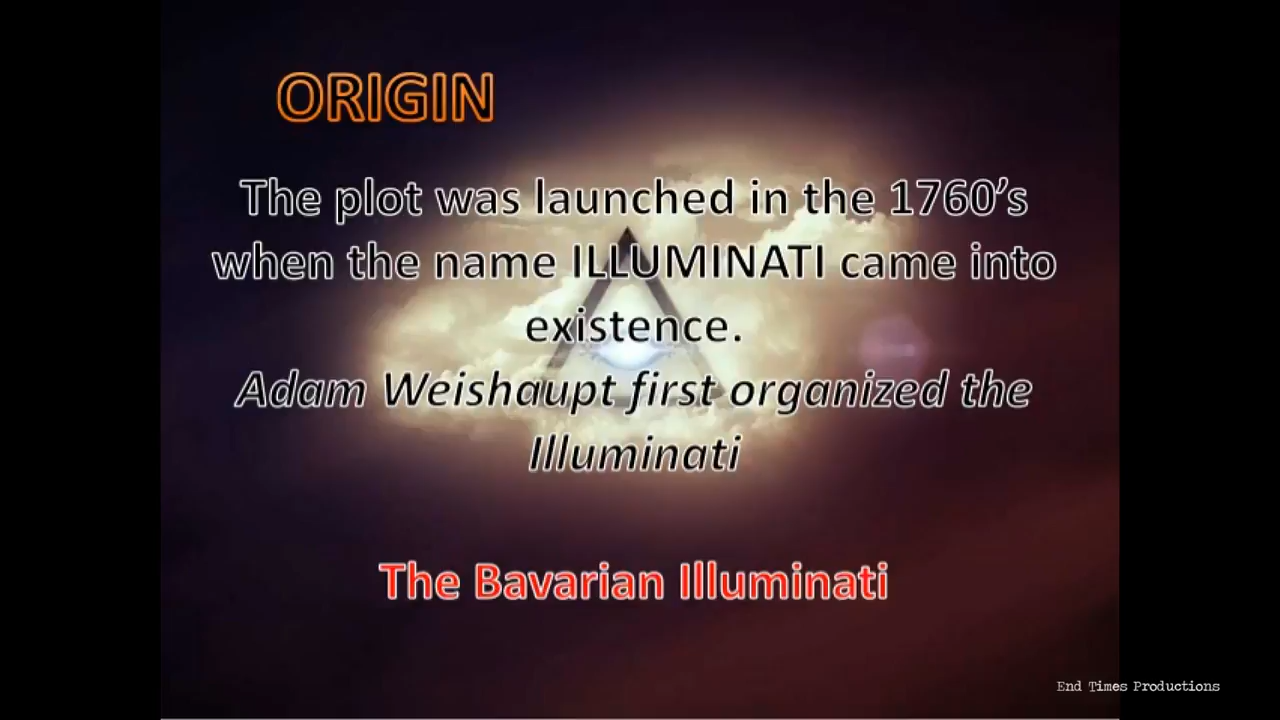 ORIGIN
The plot was launched in the 1760’s
when the name ILLUMINATI came into
existence.
Adam Weishaupt first organized the
Illuminati
The Bavarian Illuminati
End Times Productions